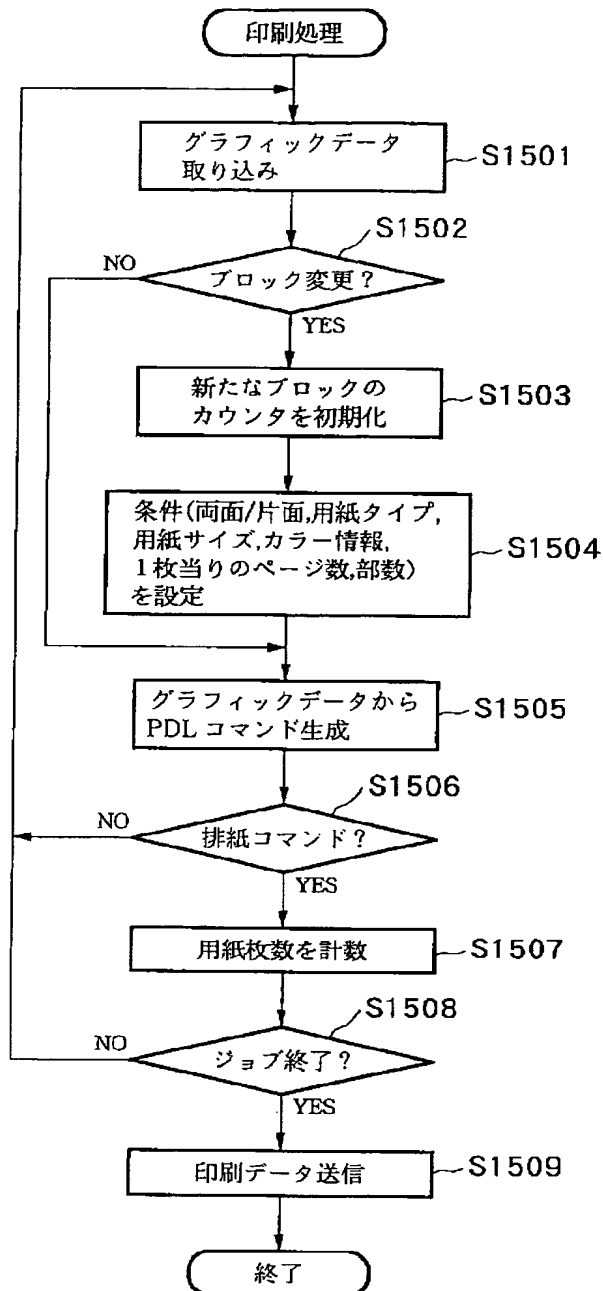 印刷処理
グラフィックデータ
取り込み
S1501
S1502
NO
ブロック変更?
YES
新たなブロックの
カウンタを初期化
S1503
条件(両面/片面,用紙タイプ,
用紙サイズ,カラー情報,
1枚当りのページ数,部数)
を設定
S1504
グラフィックデータから
PDLコマンド生成
S1505
S1506
NO
排紙コマンド?
YES
用紙枚数を計数
S1507
S1508
NO
ジョブ終了?
YES
印刷データ送信
S1509
終了